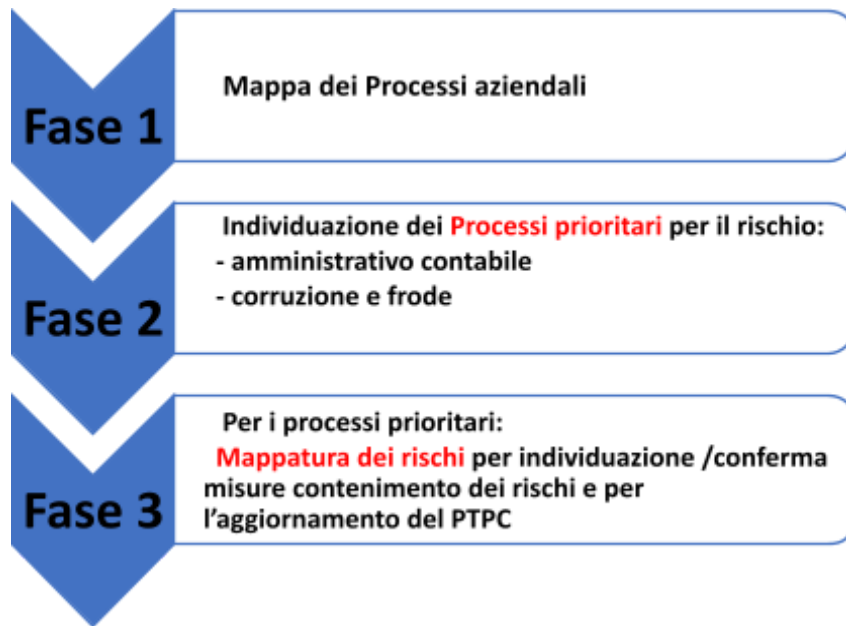 Fase 1
Mappa dei Processi aziendali
Fase 2
Individuazione dei Processi prioritari per il rischio:
- amministrativo contabile
- corruzione e frode
Fase 3
Per i processi prioritari:
Mappatura dei rischi per individuazione /conferma
misure contenimento dei rischi e per
l'aggiornamento del PTPC